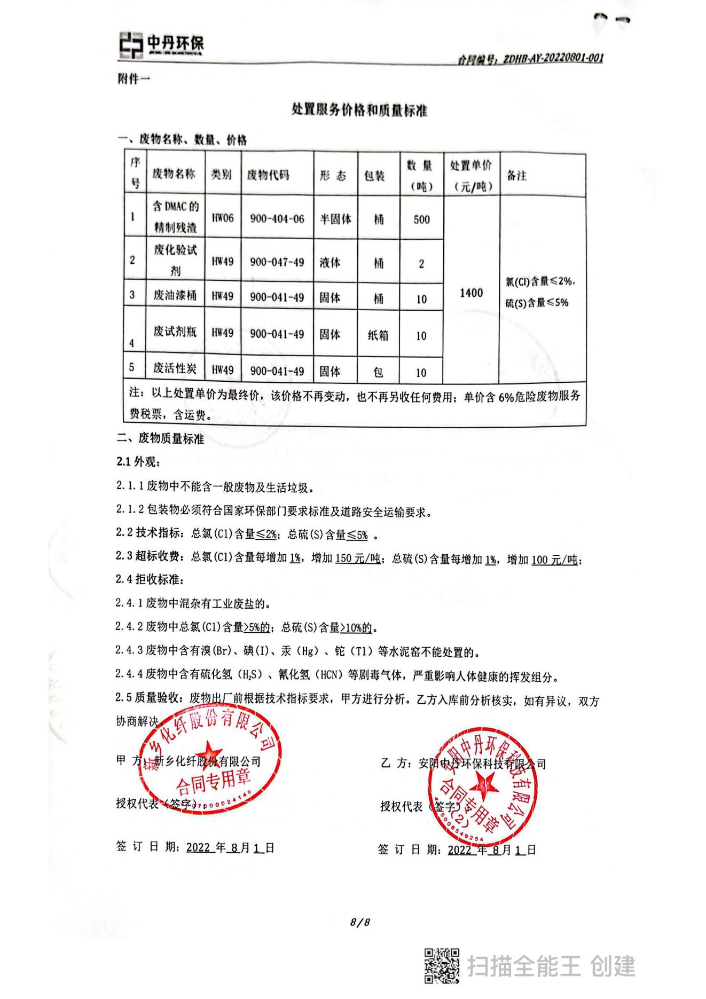 中丹环保
合同编号：ZDHB-AY-20220801-001
附件一
处置服务价格和质量标准
一、废物名称、数量、价格
序号 废物名称 类别 废物代码 形 态 包装 数 量（吨） 处置单价（元/吨） 备注
1 含 DMAC 的精制残渣 HW06 900-404-06 半固体 桶 500
2 废化验试剂 HW49 900-047-49 液体 桶 2
3 废油漆桶 HW49 900-041-49 固体 桶 10
1400
氯(Cl)含量≤2%，
硫(S)含量≤5%
4 废试剂瓶 HW49 900-041-49 固体 纸箱 10
5 废活性炭 HW49 900-041-49 固体 包 10
注：以上处置单价为最终价，该价格不再变动，也不再另收任何费用；单价含 6%危险废物服务
费税票，含运费。
二、废物质量标准
2.1 外观：
2.1.1 废物中不能含一般废物及生活垃圾。
2.1.2 包装物必须符合国家环保部门要求标准及道路安全运输要求。
2.2 技术指标：总氯(Cl)含量≤2%；总硫(S)含量≤5% 。
2.3 超标收费：总氯(Cl)含量每增加 1%，增加 150 元/吨；总硫(S)含量每增加 1%，增加 100 元/吨；
2.4 拒收标准：
2.4.1 废物中混杂有工业废盐的。
2.4.2 废物中总氯(Cl)含量>5%的；总硫(S)含量>10%的。
2.4.3 废物中含有溴(Br)、碘(I)、汞（Hg）、铊（Tl）等水泥窑不能处置的。
2.4.4 废物中含有硫化氢（H₂S）、氰化氢（HCN）等剧毒气体，严重影响人体健康的挥发组分。
2.5 质量验收：废物出厂前根据技术指标要求，甲方进行分析。乙方入库前分析核实，如有异议，双方
协商解决。
新乡化纤股份有限公司
合同专用章
安阳中丹环保科技有限公司
合同专用章
(2)
甲 方：新乡化纤股份有限公司
乙 方：安阳中丹环保科技有限公司
授权代表（签字）：
授权代表（签字）：
签 订 日 期：2022 年 8 月 1 日
签 订 日 期：2022 年 8 月 1 日
8/8
扫描全能王 创建